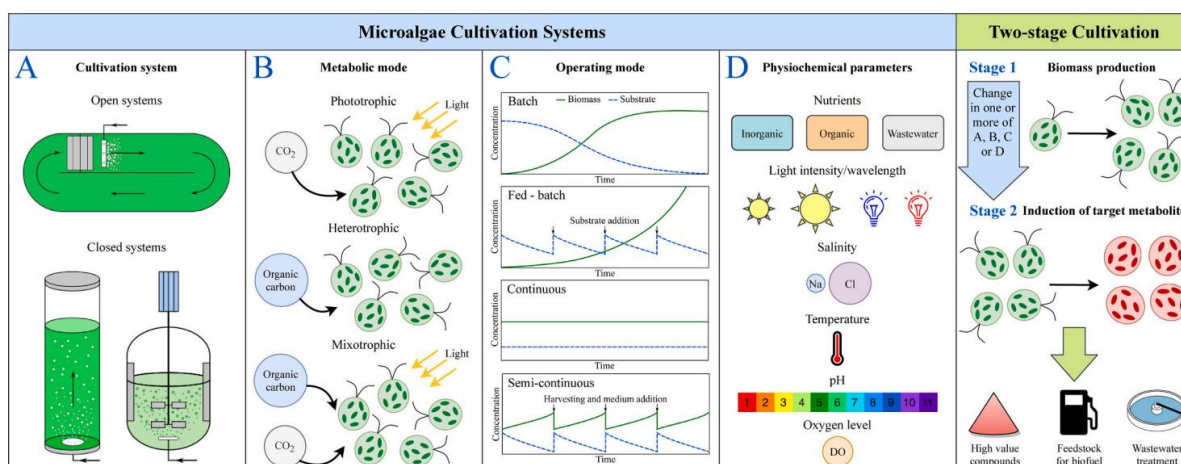 Microalgae Cultivation Systems
Two-stage Cultivation
A
Cultivation system
Open systems
Closed systems
B
Metabolic mode
Phototrophic
Light
CO2
Heterotrophic
Organic
carbon
Mixotrophic
Light
Organic
carbon
CO2
C
Operating mode
Batch
Biomass
Substrate
Concentration
Time
Fed - batch
Substrate addition
Concentration
Time
Continuous
Concentration
Time
Semi-continuous
Harvesting and medium addition
Concentration
Time
D
Physiochemical parameters
Nutrients
Inorganic
Organic
Wastewater
Light intensity/wavelength
Salinity
Na
Cl
Temperature
pH
1 2 3 4 5 6 7 8 9 10 11
Oxygen level
DO
Stage 1
Biomass production
Change
in one or
more of
A, B, C
or D
Stage 2
Induction of target metabolite
High value
compounds
Feedstock
for biofuel
Wastewater
treatment